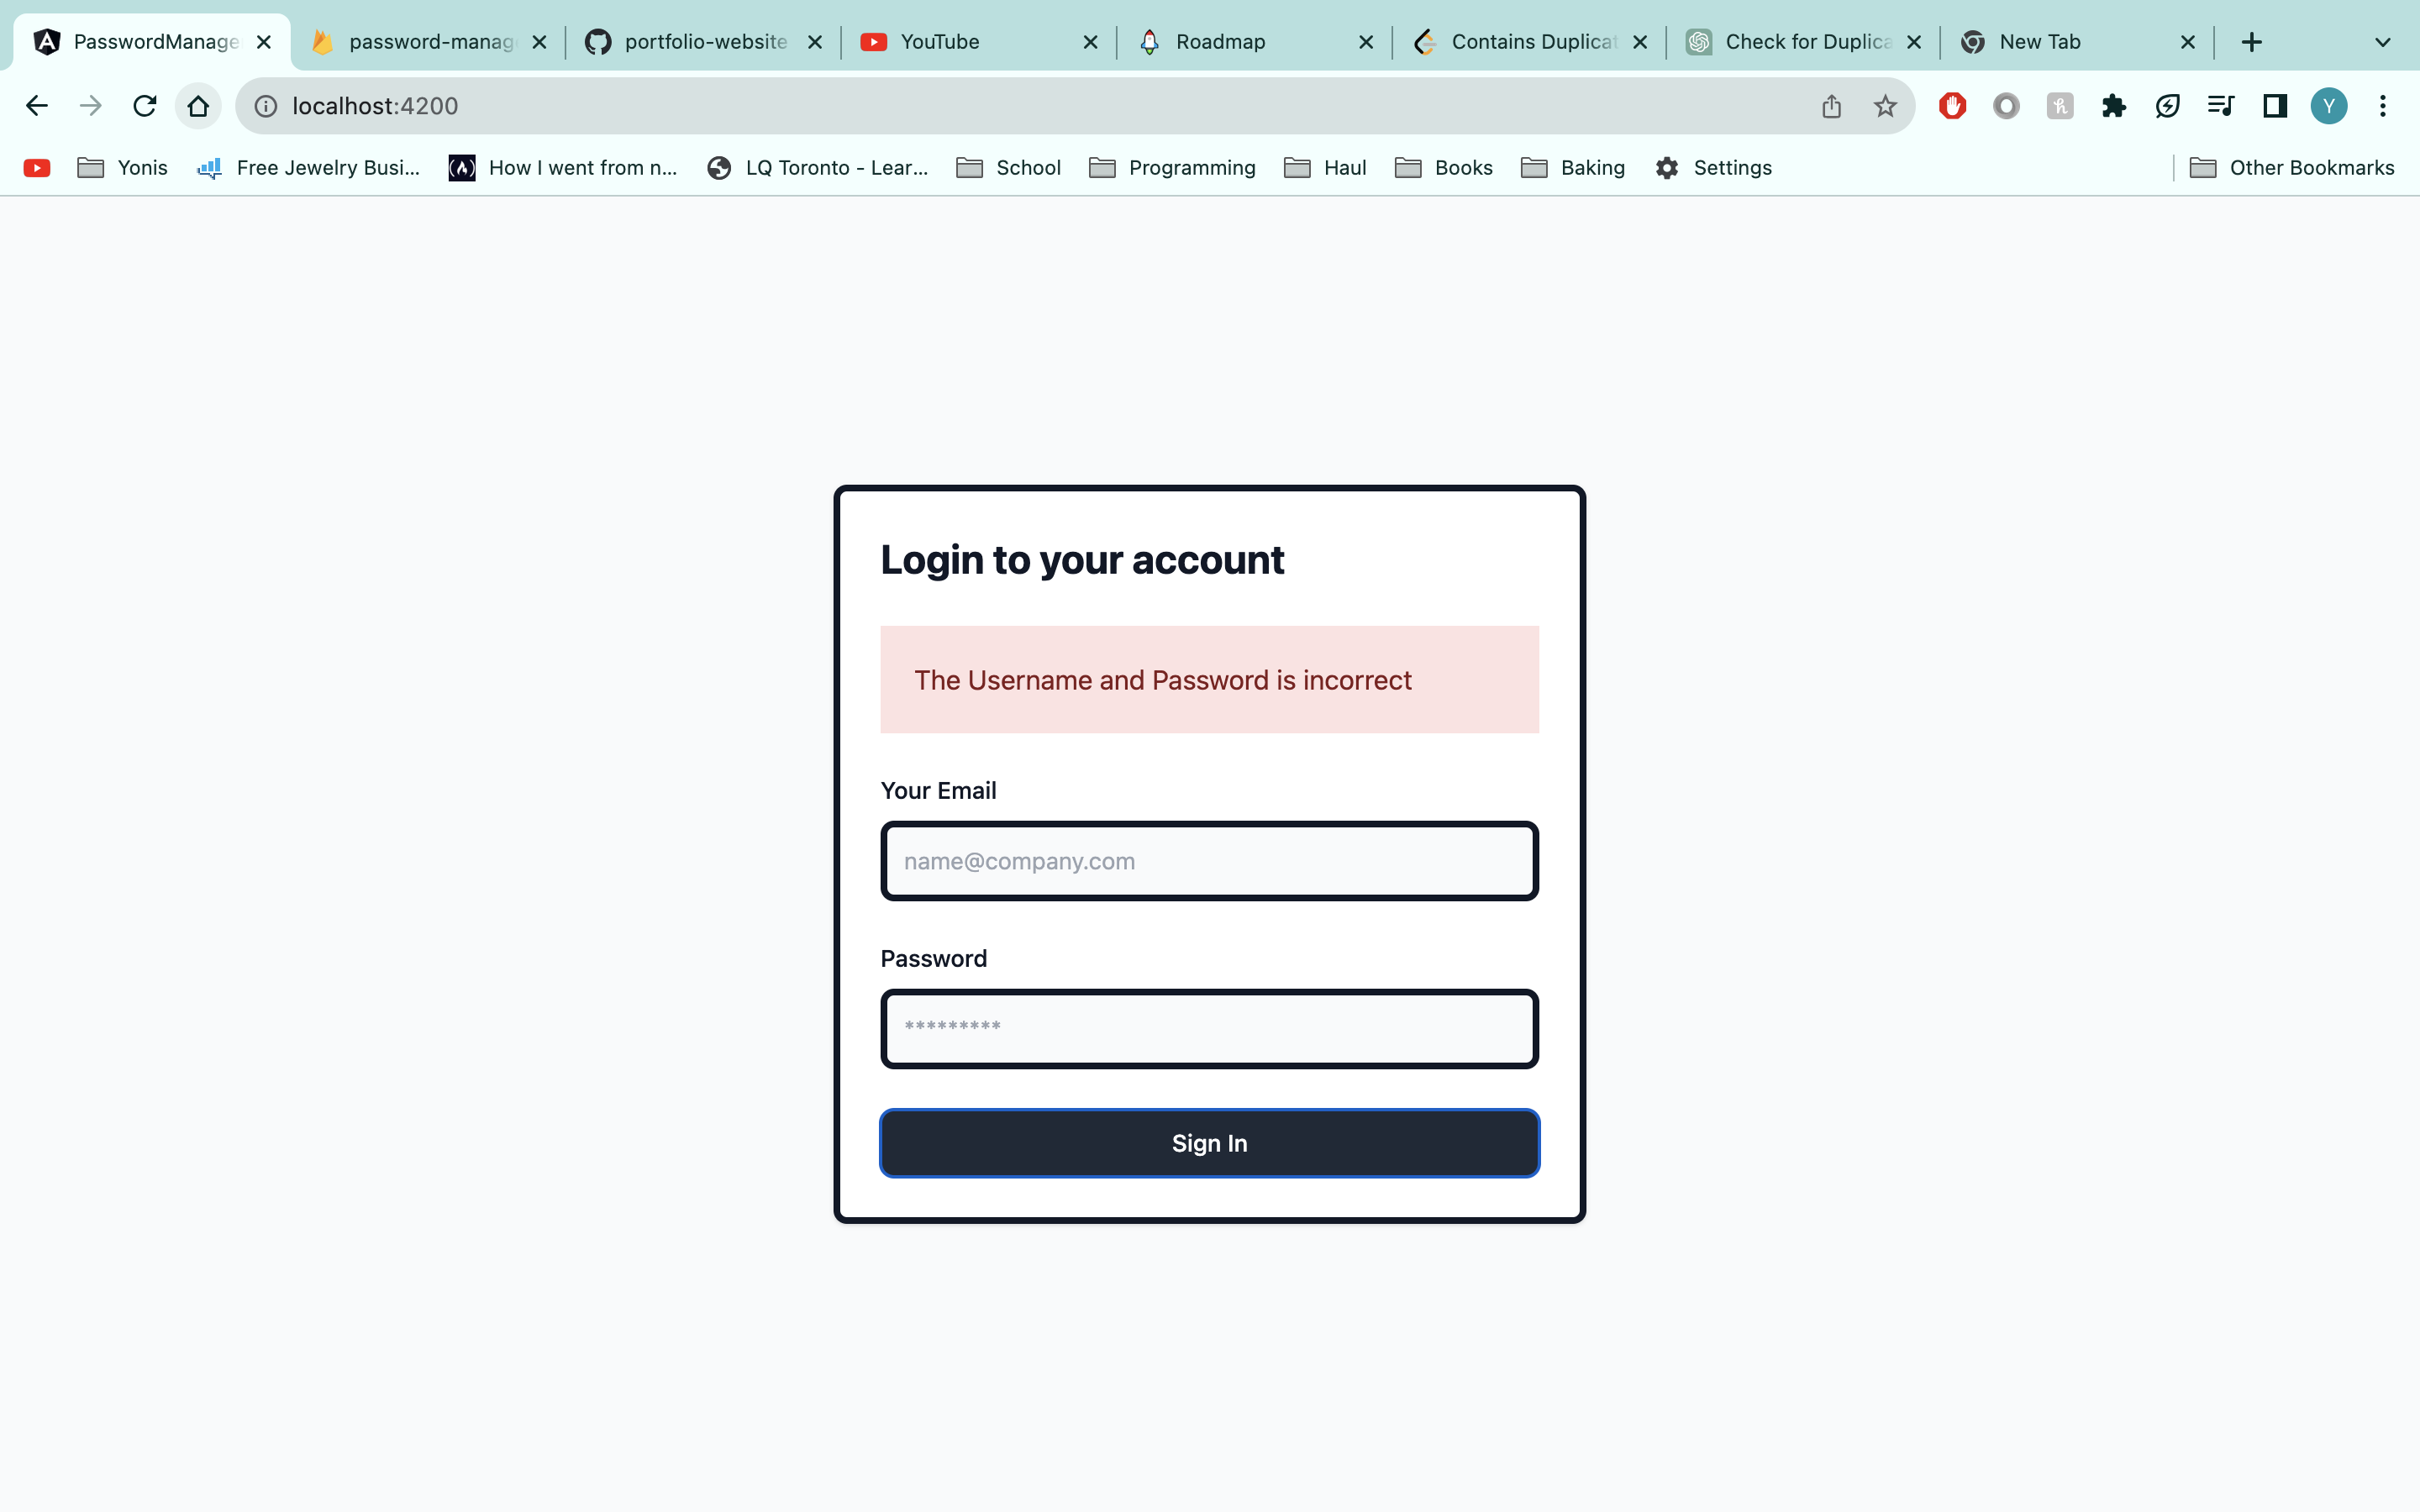 PasswordManage
password-manag
portfolio-website
YouTube
Roadmap
Contains Duplicat
Check for Duplica
New Tab
localhost:4200
Y
Yonis
Free Jewelry Busi...
How I went from n...
LQ Toronto - Lear...
School
Programming
Haul
Books
Baking
Settings
Other Bookmarks
Login to your account
The Username and Password is incorrect
Your Email
name@company.com
Password
*********
Sign In